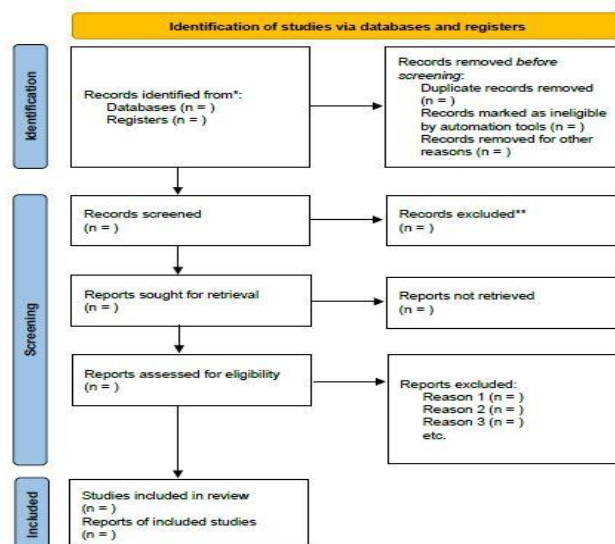 Identification of studies via databases and registers
Identification
Records identified from*:
Databases (n = )
Registers (n = )
Records removed before
screening:
Duplicate records removed
(n = )
Records marked as ineligible
by automation tools (n = )
Records removed for other
reasons (n = )
Screening
Records screened
(n = )
Records excluded**
(n = )
Reports sought for retrieval
(n = )
Reports not retrieved
(n = )
Reports assessed for eligibility
(n = )
Reports excluded:
Reason 1 (n = )
Reason 2 (n = )
Reason 3 (n = )
etc.
Included
Studies included in review
(n = )
Reports of included studies
(n = )